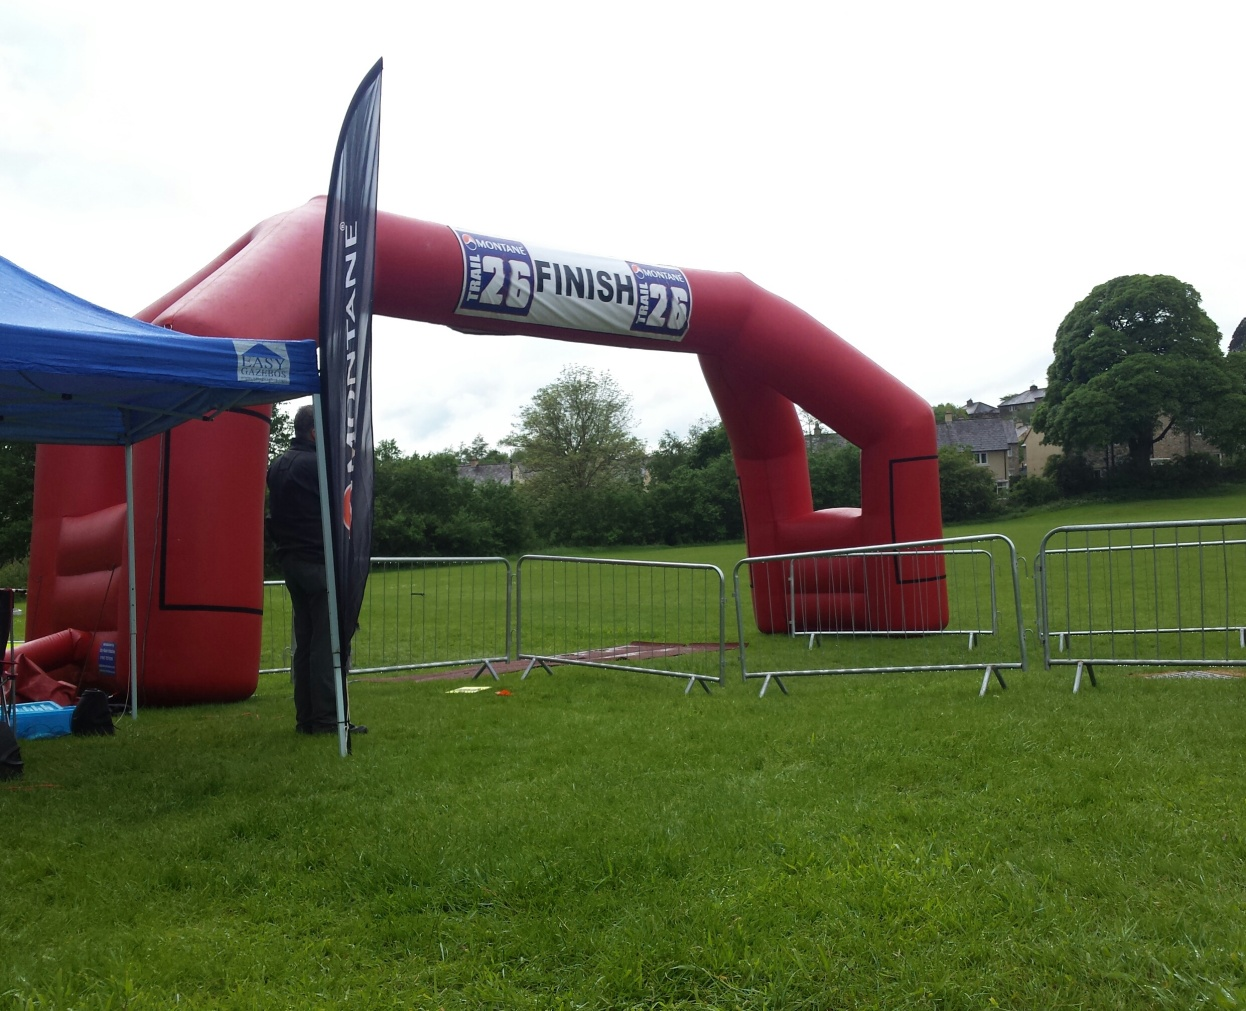 MONTANE
TRAIL
26
FINISH
MONTANE
TRAIL
26
MONTANE®
EASY
GAZEBOS